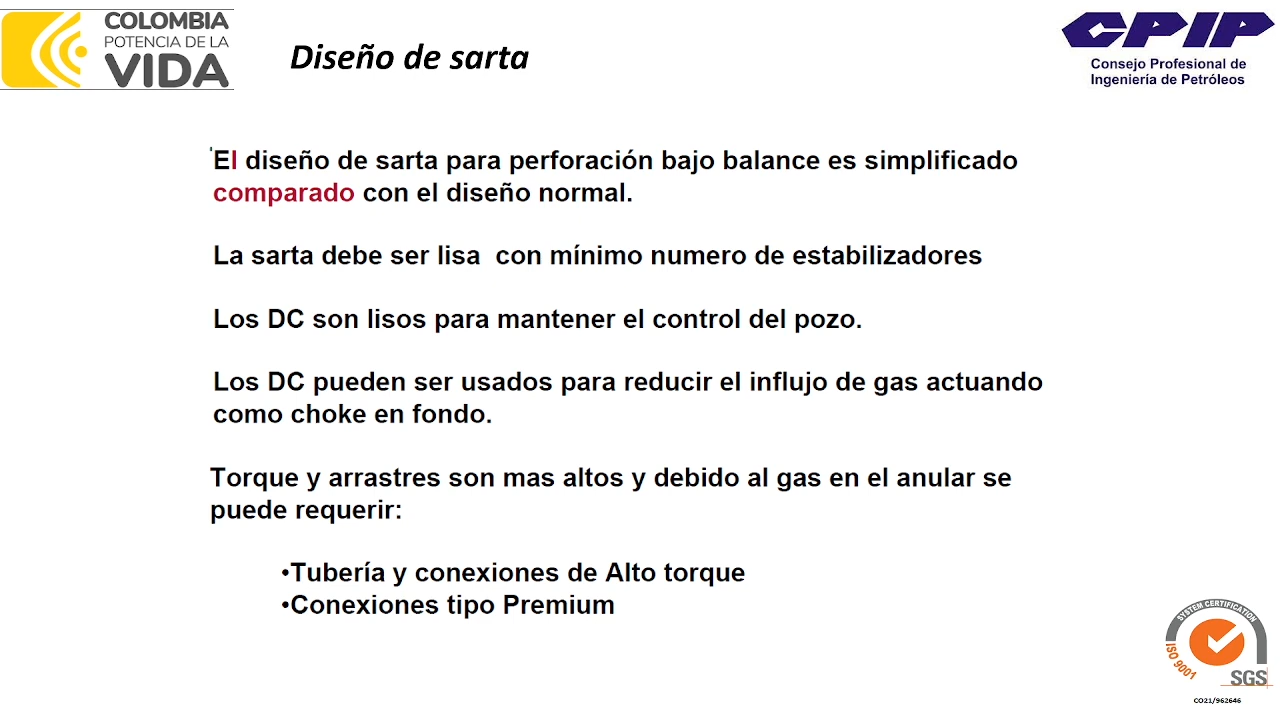 COLOMBIA
POTENCIA DE LA
VIDA
Diseño de sarta
CPIP
Consejo Profesional de
Ingeniería de Petróleos
El diseño de sarta para perforación bajo balance es simplificado
comparado con el diseño normal.
La sarta debe ser lisa con mínimo numero de estabilizadores
Los DC son lisos para mantener el control del pozo.
Los DC pueden ser usados para reducir el influjo de gas actuando
como choke en fondo.
Torque y arrastres son mas altos y debido al gas en el anular se
puede requerir:
•Tubería y conexiones de Alto torque
•Conexiones tipo Premium
SYSTEM CERTIFICATION
ISO 9001
SGS
CO21/962646